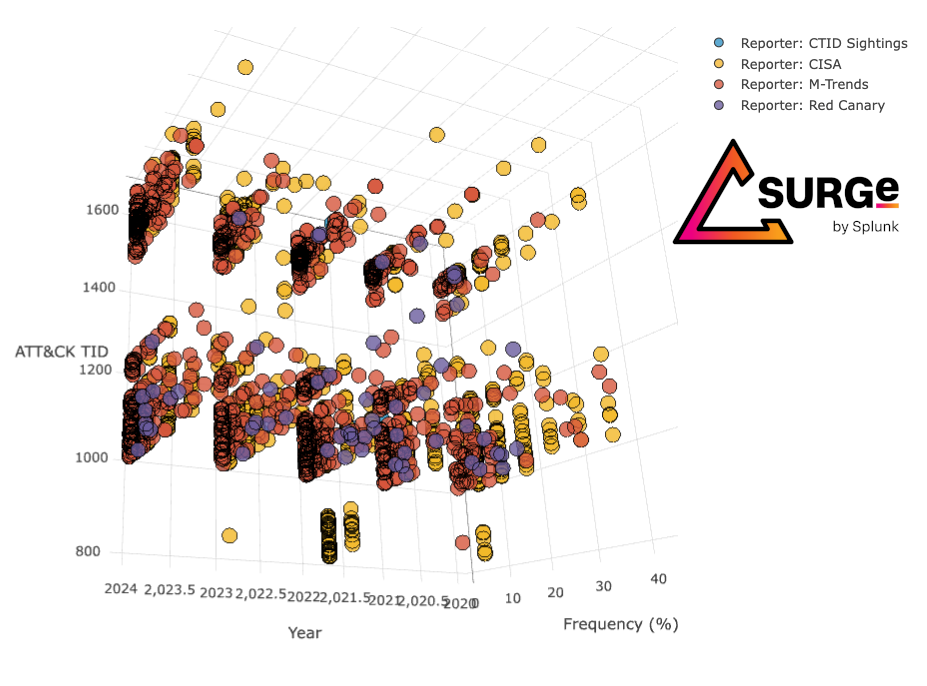 Reporter: CTID Sightings
Reporter: CISA
Reporter: M-Trends
Reporter: Red Canary
SURGe
by Splunk
1600
1400
ATT&CK TID
1200
1000
800
2024 2,023.5 2023 2,022.5 2022 2,021.5 2021 2,020.5 2020
0 10 20 30 40
Year
Frequency (%)